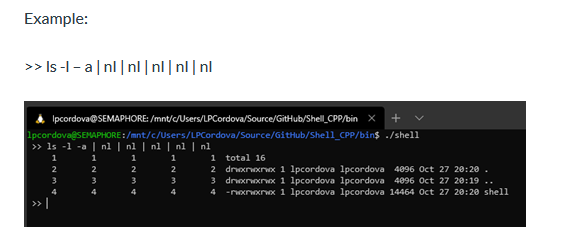 Example:
>> ls -l – a | nl | nl | nl | nl | nl
lpcordova@SEMAPHORE: /mnt/c/Users/LPCordova/Source/GitHub/Shell_CPP/bin
lpcordova@SEMAPHORE:/mnt/c/Users/LPCordova/Source/GitHub/Shell_CPP/bin$ ./shell
>> ls -l -a | nl | nl | nl | nl | nl
1 1 1 1 1 total 16
2 2 2 2 2 drwxrwxrwx 1 lpcordova lpcordova 4096 Oct 27 20:20 .
3 3 3 3 3 drwxrwxrwx 1 lpcordova lpcordova 4096 Oct 27 20:19 ..
4 4 4 4 4 -rwxrwxrwx 1 lpcordova lpcordova 14464 Oct 27 20:20 shell
>>